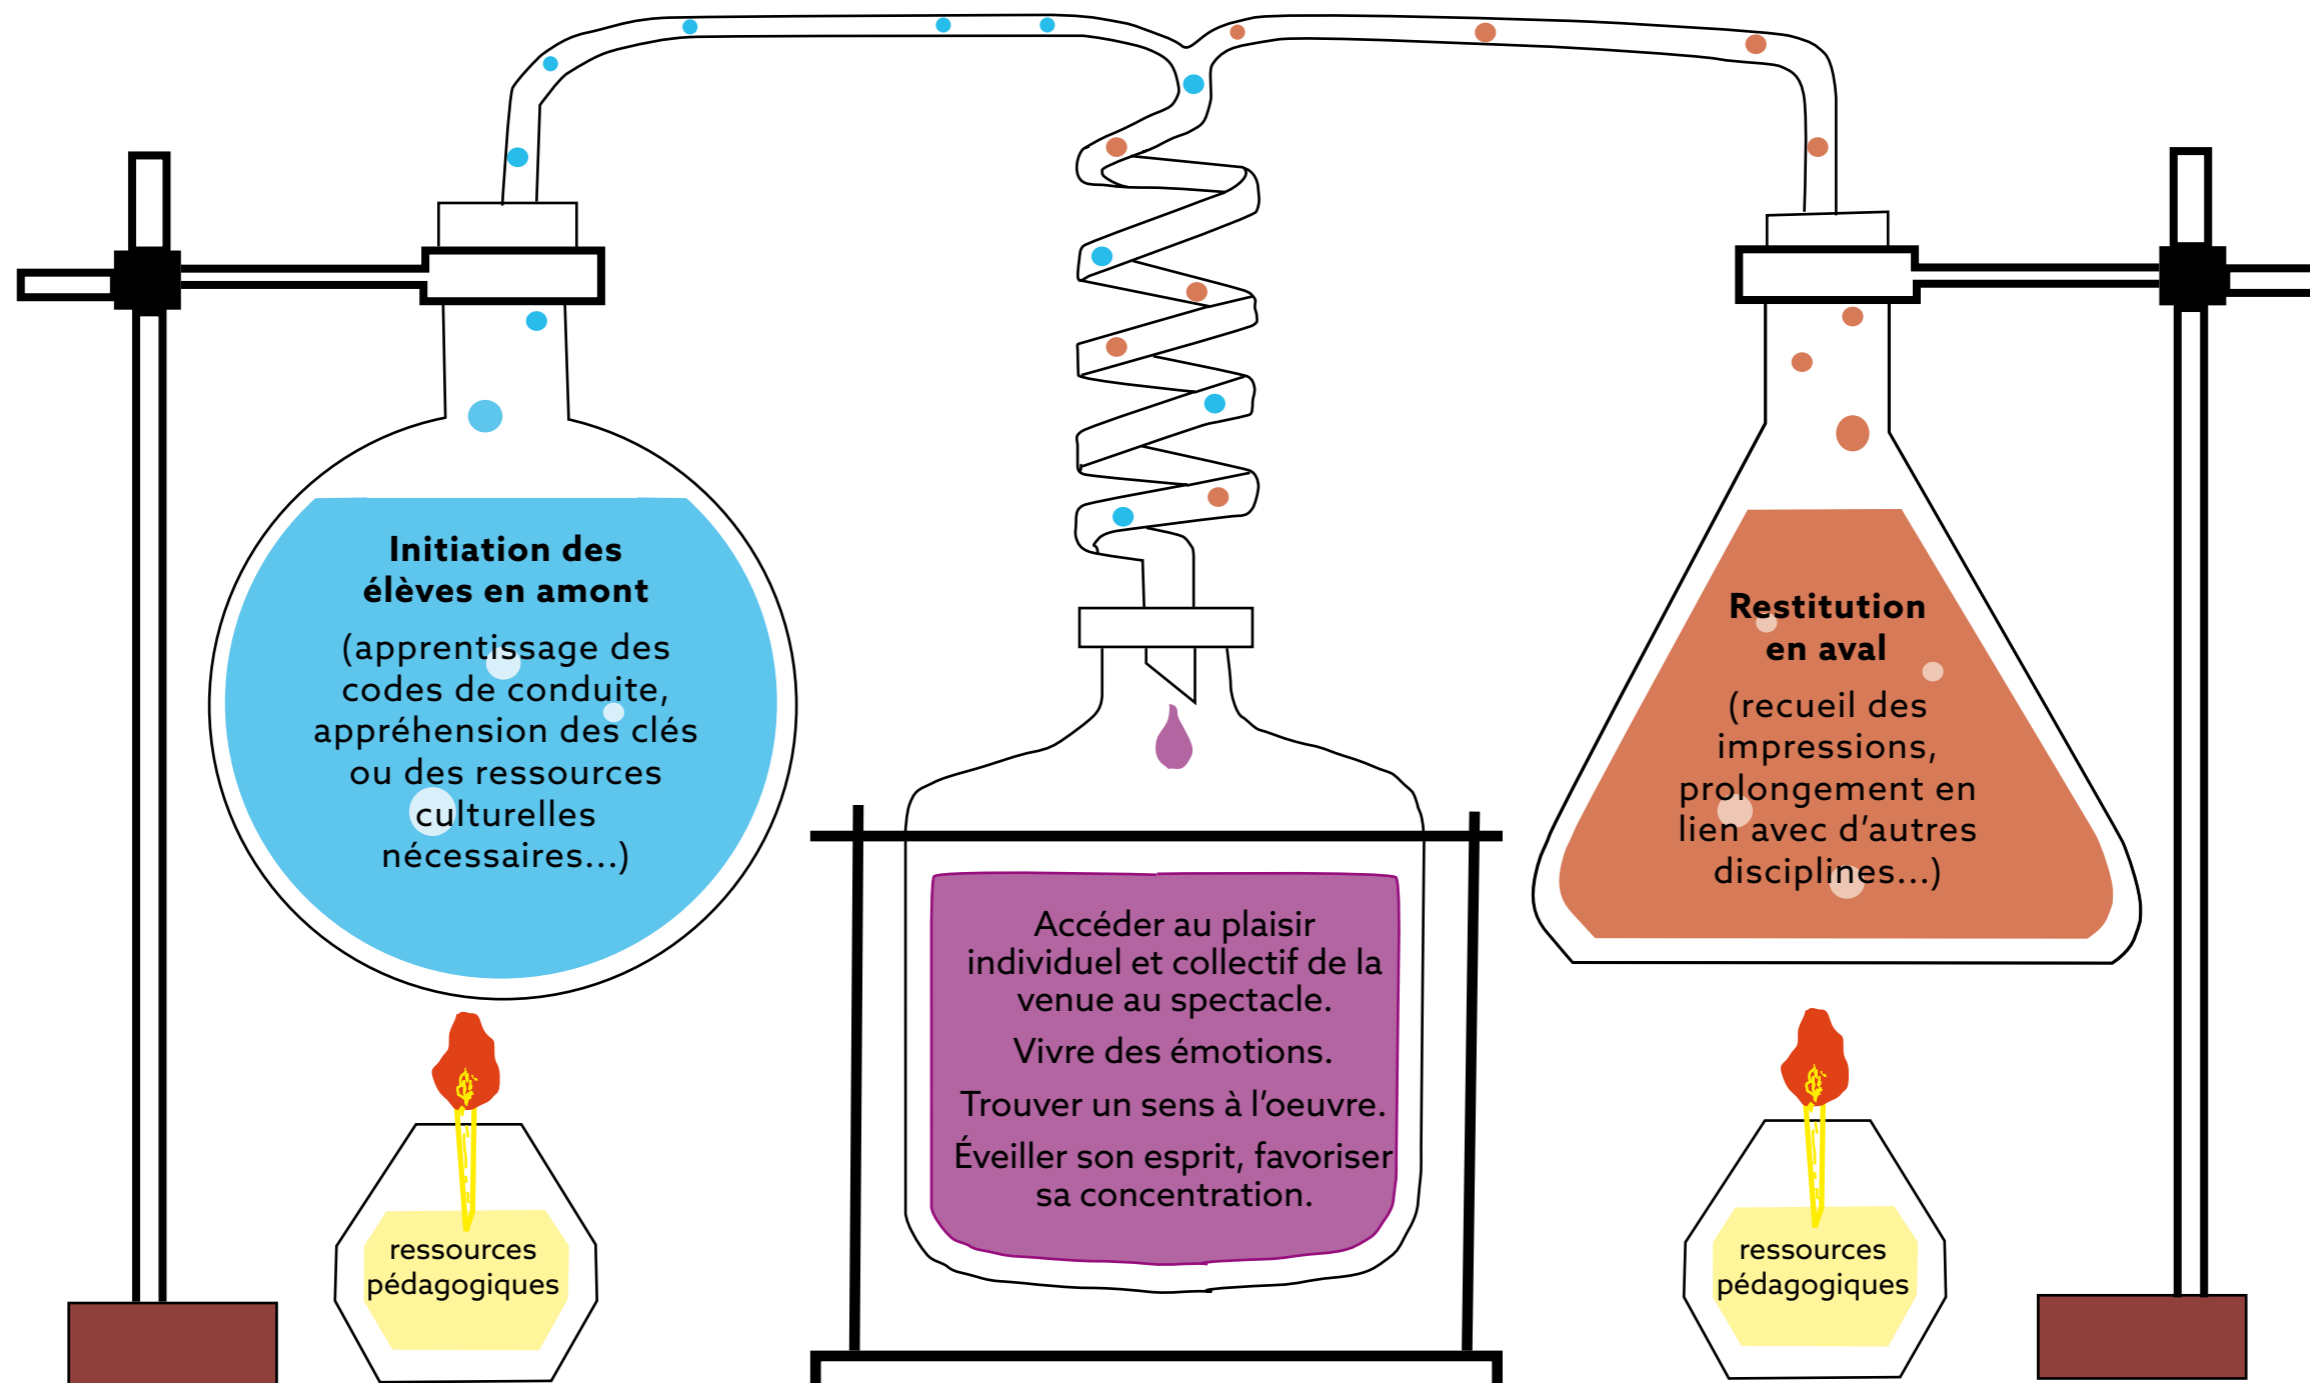 Initiation des
élèves en amont
(apprentissage des
codes de conduite,
appréhension des clés
ou des ressources
culturelles
nécessaires...)
ressources
pédagogiques
Accéder au plaisir
individuel et collectif de la
venue au spectacle.
Vivre des émotions.
Trouver un sens à l'oeuvre.
Éveiller son esprit, favoriser
sa concentration.
Restitution
en aval
(recueil des
impressions,
prolongement en
lien avec d'autres
disciplines...)
ressources
pédagogiques